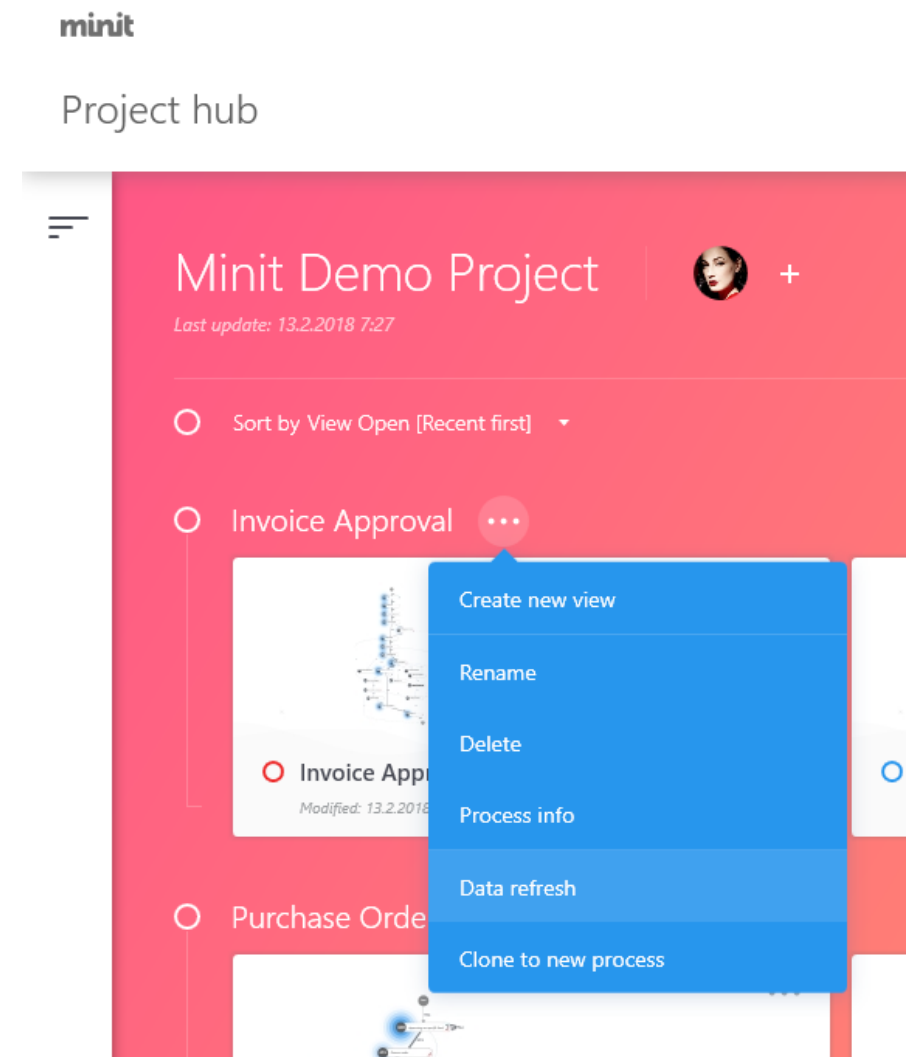 minit
Project hub
Minit Demo Project
+
Last update: 13.2.2018 7:27
Sort by View Open [Recent first]
Invoice Approval
Create new view
Rename
Delete
Invoice Appr
Modified: 13.2.2018
Process info
Data refresh
Purchase Orde
Clone to new process